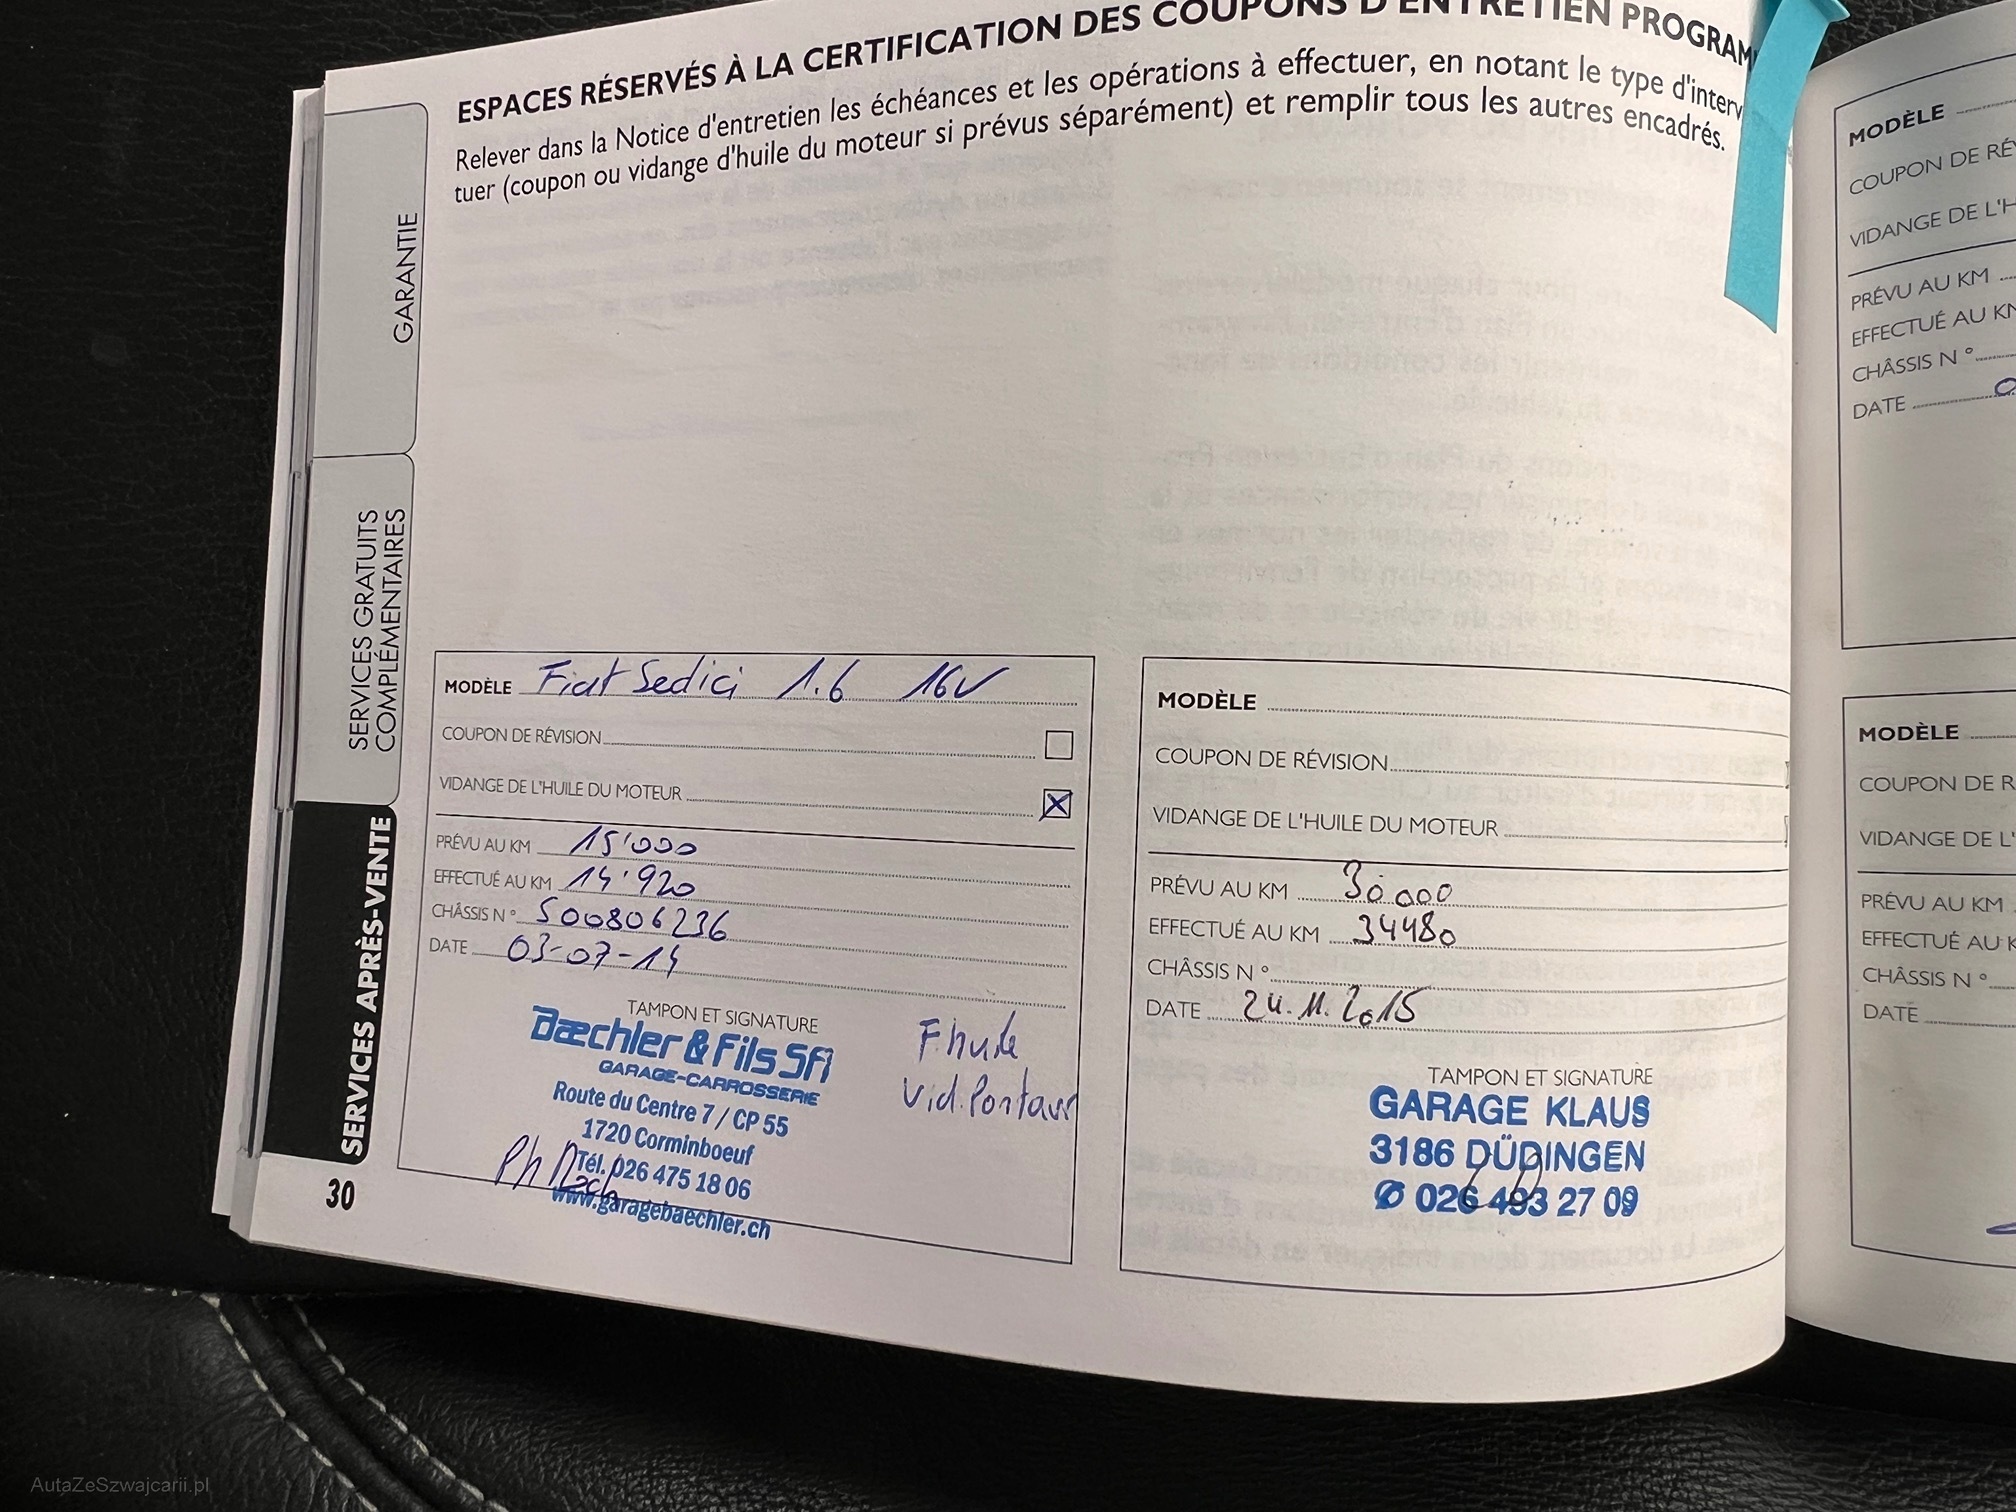 ESPACES RÉSERVÉS À LA CERTIFICATION DES COUPONS D'ENTRETIEN PROGRAM
Relever dans la Notice d'entretien les échéances et les opérations à effectuer, en notant le type d'interv
tuer (coupon ou vidange d'huile du moteur si prévus séparément) et remplir tous les autres encadrés.
GARANTIE
SERVICES GRATUITS
COMPLÉMENTAIRES
SERVICES APRÈS-VENTE
30
MODÈLE Fiat Sedici 1.6 16V
COUPON DE RÉVISION
VIDANGE DE L'HUILE DU MOTEUR
PRÉVU AU KM 15'000
EFFECTUÉ AU KM 14'920
CHÂSSIS N° 500806236
DATE 03-07-14
TAMPON ET SIGNATURE
Baechler & Fils SA
GARAGE-CARROSSERIE
Route du Centre 7 / CP 55
1720 Corminboeuf
Tél. 026 475 18 06
www.garagebaechler.ch
F.huile
Vid.
MODÈLE
COUPON DE RÉVISION
VIDANGE DE L'HUILE DU MOTEUR
PRÉVU AU KM 30000
EFFECTUÉ AU KM 34480
CHÂSSIS N°
DATE 24.11.2015
TAMPON ET SIGNATURE
GARAGE KLAUS
3186 DÜDINGEN
✆ 026 493 27 09
MODÈLE
COUPON DE RÉV
VIDANGE DE L'H
PRÉVU AU KM
EFFECTUÉ AU KM
CHÂSSIS N°
DATE
MODÈLE
COUPON DE R
VIDANGE DE L'
PRÉVU AU KM
EFFECTUÉ AU K
CHÂSSIS N°
DATE
AutaZeSzwajcarii.pl